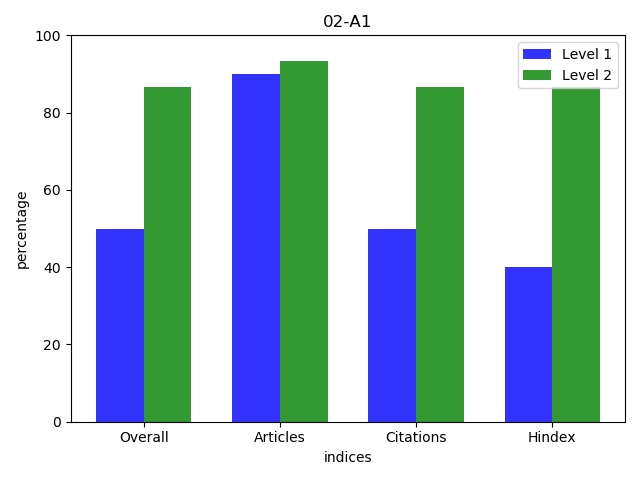 02-A1
Level 1
Level 2
percentage
100
80
60
40
20
0
Overall Articles Citations Hindex
indices